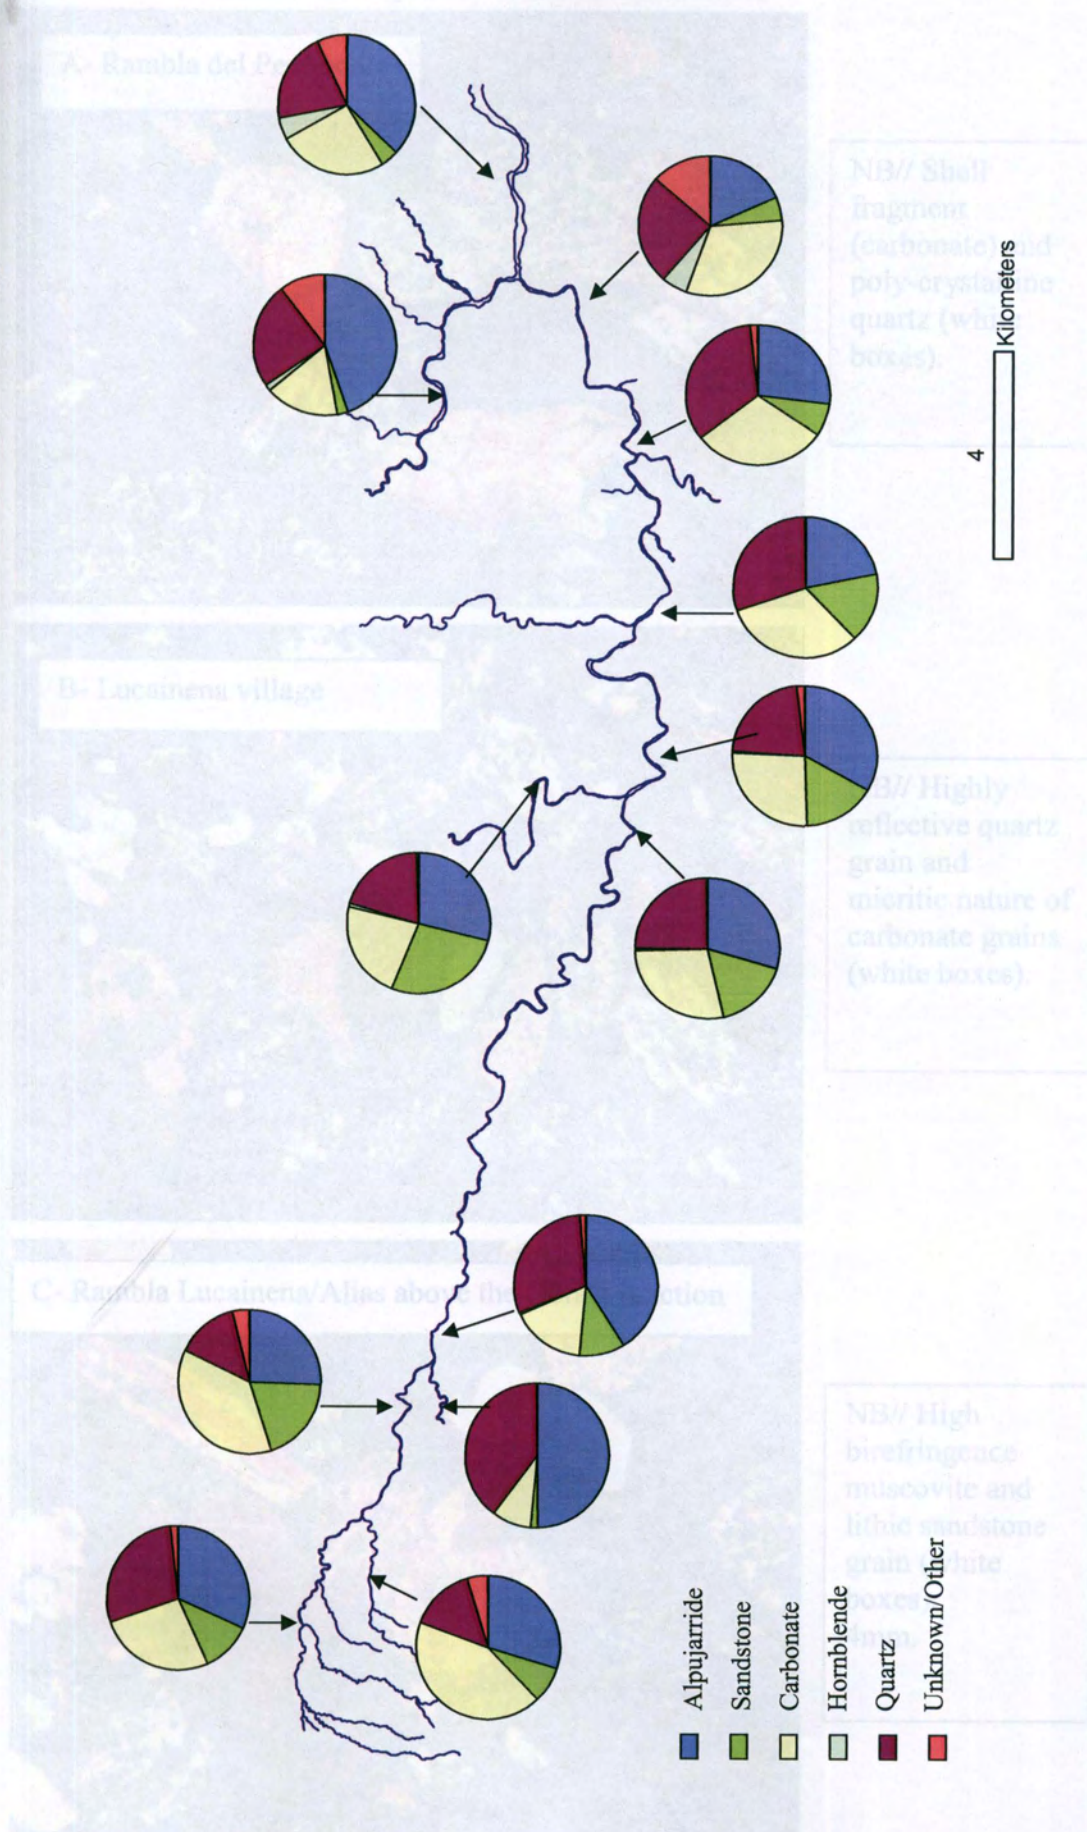 A- Rambla del
NB// Shell
fragment
(carbonate) and
poly-crystalline
quartz (white
boxes).
Kilometers
4
B- Lucainena village
NB// Highly
reflective quartz
grain and
micritic nature of
carbonate grains
(white boxes).
C- Rambla Lucainena/Alias above the
NB// High
birefringence
muscovite and
lithic sandstone
grain (white
boxes
4mm.
Alpujarride
Sandstone
Carbonate
Hornblende
Quartz
Unknown/Other